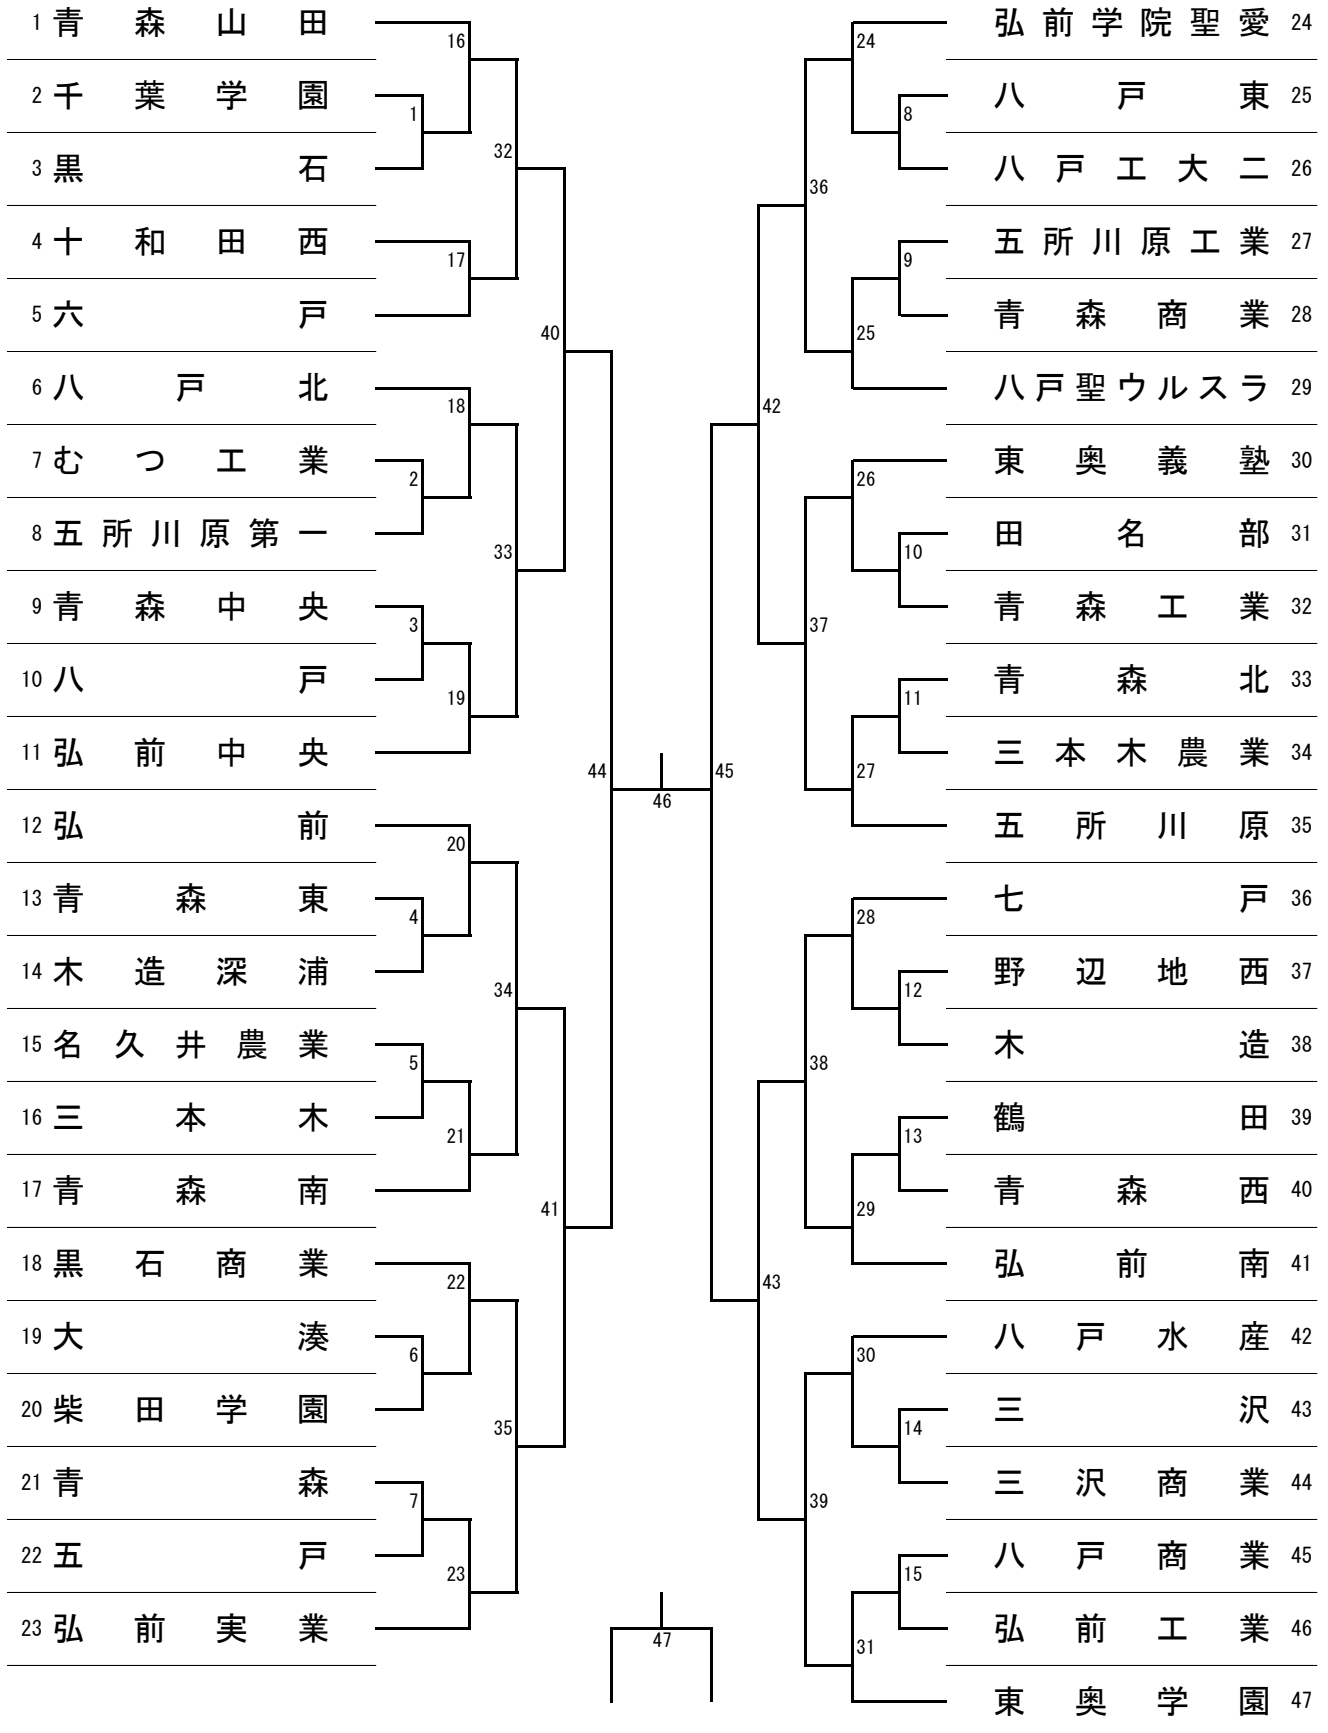 1 青森山田
2 千葉学園
3 黒石
4 十和田西
5 六戸
6 八戸北
7 むつ工業
8 五所川原第一
9 青森中央
10 八戸
11 弘前中央
12 弘前
13 青森東
14 木造深浦
15 名久井農業
16 三本木
17 青森南
18 黒石商業
19 大湊
20 柴田学園
21 青森
22 五戸
23 弘前実業
16
1
32
17
40
18
2
33
3
19
44
20
4
34
5
21
41
22
6
35
7
23
46
47
45
24
8
36
9
25
42
26
10
37
11
27
28
12
38
13
29
43
30
14
39
15
31
弘前学院聖愛 24
八戸東 25
八戸工大二 26
五所川原工業 27
青森商業 28
八戸聖ウルスラ 29
東奥義塾 30
田名部 31
青森工業 32
青森北 33
三本木農業 34
五所川原 35
七戸 36
野辺地西 37
木造 38
鶴田 39
青森西 40
弘前南 41
八戸水産 42
三沢 43
三沢商業 44
八戸商業 45
弘前工業 46
東奥学園 47